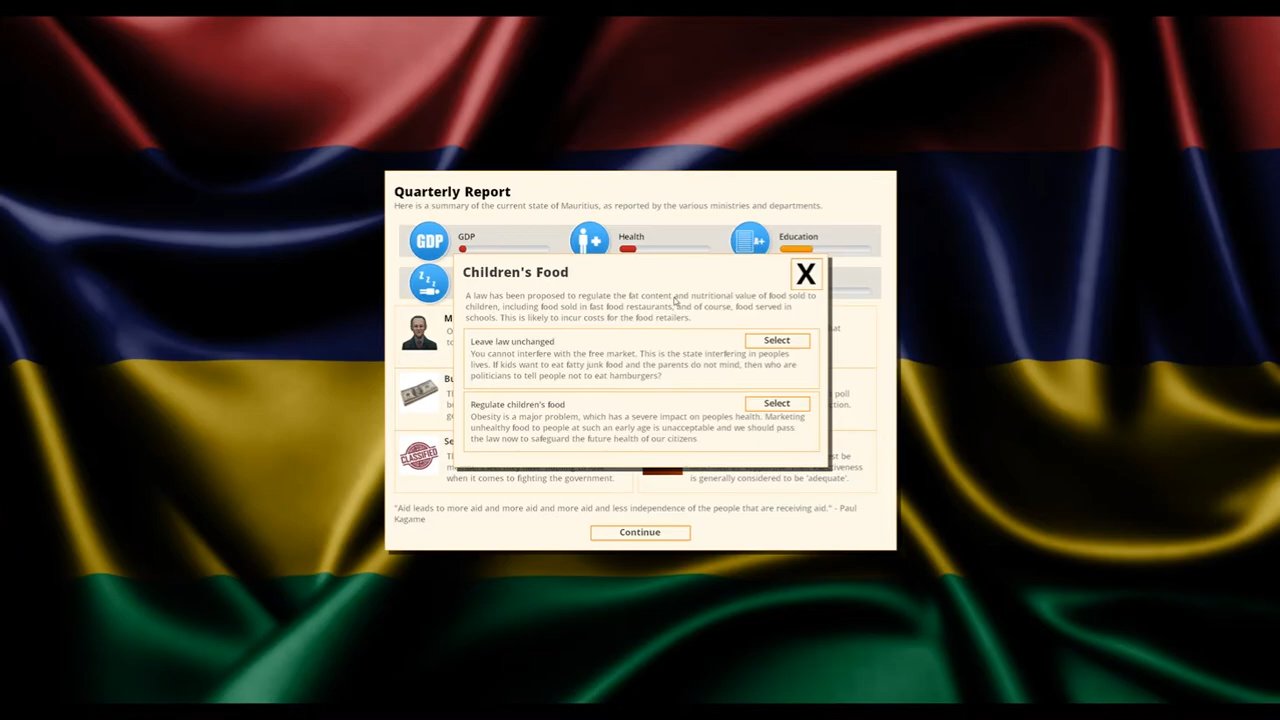 Quarterly Report
Here is a summary of the current state of Mauritius, as reported by the various ministries and departments.
GDP
GDP
Health
A+
Education
Z Z Z
Children's Food
X
A law has been proposed to regulate the fat content and nutritional value of food sold to
children, including food sold in fast food restaurants, and of course, food served in
schools. This is likely to incur costs for the food retailers.
Leave law unchanged
Select
You cannot interfere with the free market. This is the state interfering in peoples
lives. If kids want to eat fatty junk food and the parents do not mind, then who are
politicians to tell people not to eat hamburgers?
Regulate children's food
Select
Obesity is a major problem, which has a severe impact on peoples health. Marketing
unhealthy food to people at such an early age is unacceptable and we should pass
the law now to safeguard the future health of our citizens
CLASSIFIED
when it comes to fighting the government.
is generally considered to be 'adequate'.
"Aid leads to more aid and more aid and more aid and less independence of the people that are receiving aid." - Paul
Kagame
Continue